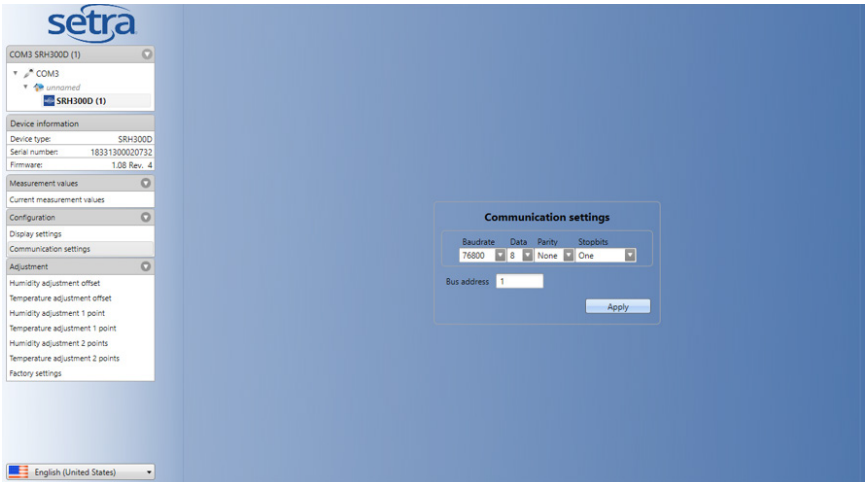 setra
COM3 SRH300D (1)
COM3
unnamed
SRH300D (1)
Device information
Device type: SRH300D
Serial number: 18331300020732
Firmware: 1.08 Rev. 4
Measurement values
Current measurement values
Configuration
Display settings
Communication settings
Adjustment
Humidity adjustment offset
Temperature adjustment offset
Humidity adjustment 1 point
Temperature adjustment 1 point
Humidity adjustment 2 points
Temperature adjustment 2 points
Factory settings
English (United States)
Communication settings
Baudrate Data Parity Stopbits
76800 8 None One
Bus address 1
Apply